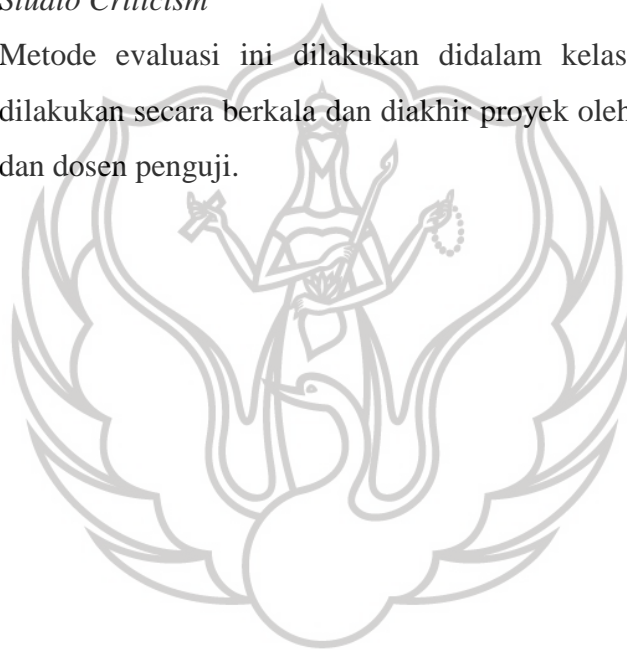 Studio Criticism
Metode evaluasi ini dilakukan didalam kelas
dilakukan secara berkala dan diakhir proyek oleh
dan dosen penguji.